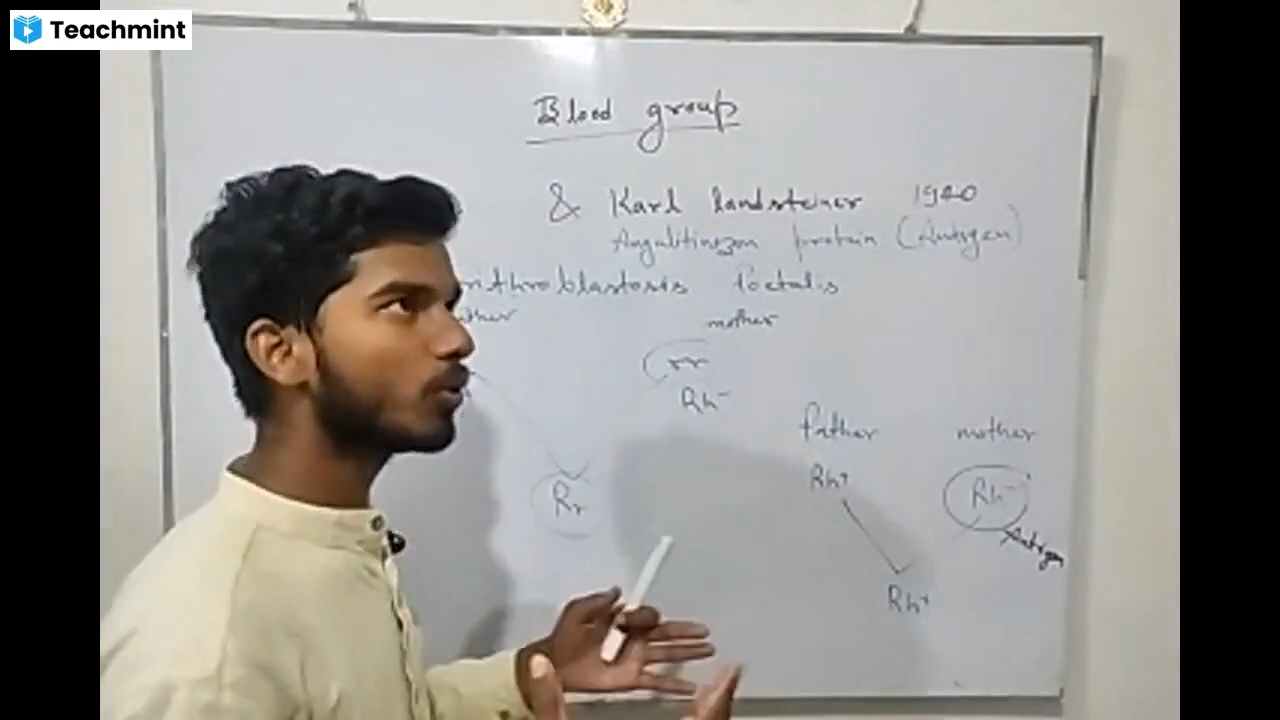 Teachmint
Blood group
& Karl landsteiner 1940
protein (Antigen)
rithroblastosis Foetalis
ther mother
rr
Rh-
father mother
Rh+ Rh-
Rr
Antigen
Rh+